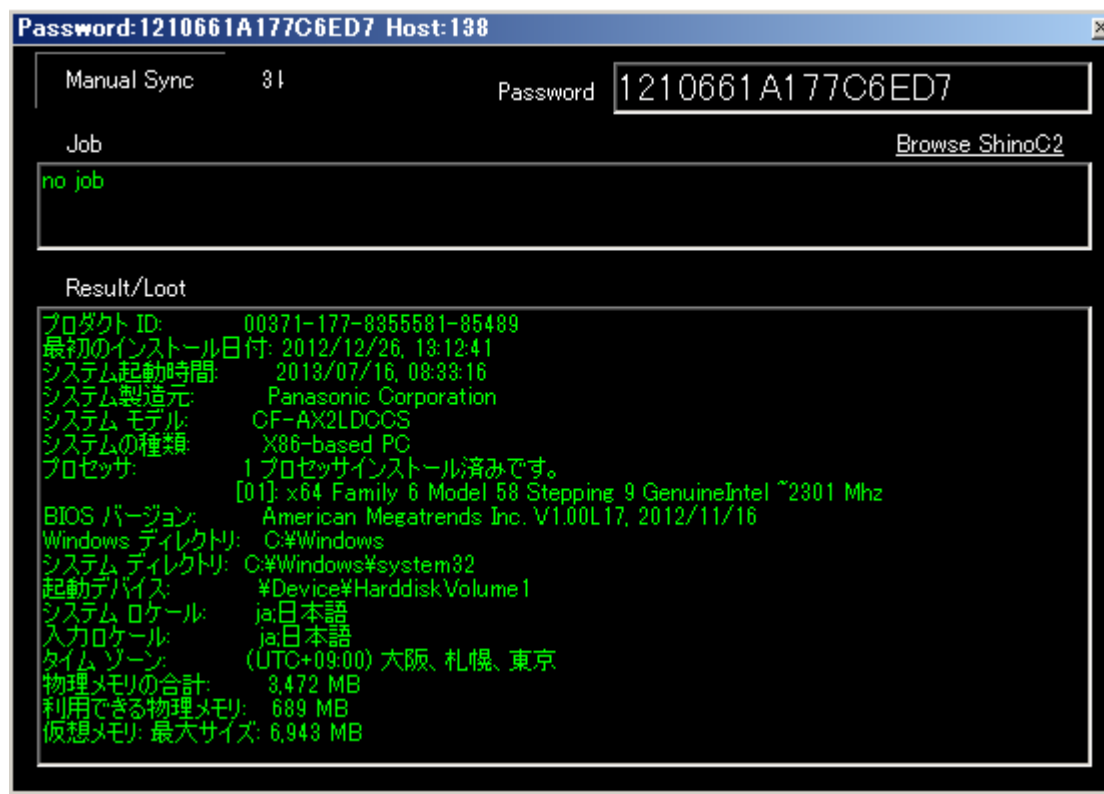 Password:1210661A177C6ED7 Host:138
Manual Sync 31
Password 1210661A177C6ED7
Job
Browse ShinoC2
no job
Result/Loot
プロダクト ID: 00371-177-8355581-85489
最初のインストール日付: 2012/12/26, 13:12:41
システム起動時間: 2013/07/16, 08:33:16
システム製造元: Panasonic Corporation
システム モデル: CF-AX2LDCCS
システムの種類: X86-based PC
プロセッサ: 1 プロセッサインストール済みです。
[01]: x64 Family 6 Model 58 Stepping 9 GenuineIntel ~2301 Mhz
BIOS バージョン: American Megatrends Inc. V1.00L17, 2012/11/16
Windows ディレクトリ: C:¥Windows
システム ディレクトリ: C:¥Windows¥system32
起動デバイス: ¥Device¥HarddiskVolume1
システム ロケール: ja;日本語
入力ロケール: ja;日本語
タイム ゾーン: (UTC+09:00) 大阪、札幌、東京
物理メモリの合計: 3,472 MB
利用できる物理メモリ: 689 MB
仮想メモリ: 最大サイズ: 6,943 MB